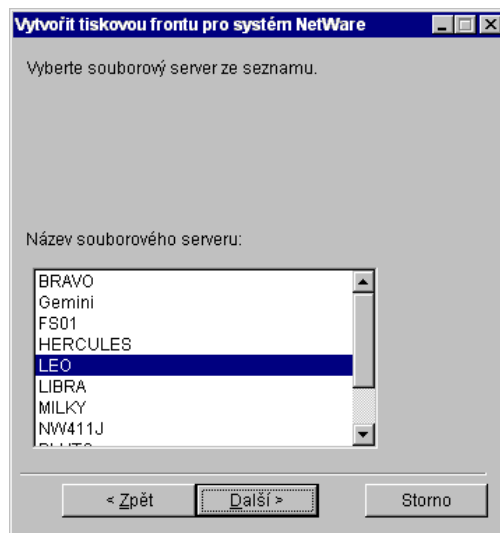 Vytvořit tiskovou frontu pro systém NetWare
Vyberte souborový server ze seznamu.
Název souborového serveru:
BRAVO
Gemini
FS01
HERCULES
LEO
LIBRA
MILKY
NW411J
< Zpět
Další >
Storno